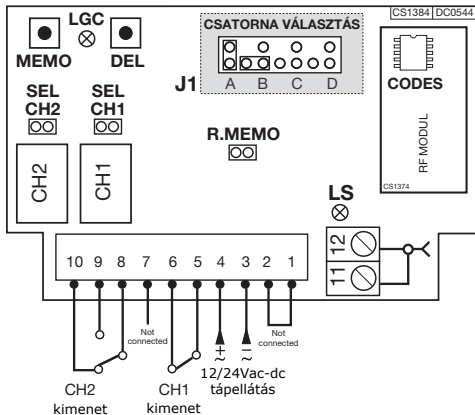 CS1384 DC0544
LGC
MEMO
DEL
CSATORNA VÁLASZTÁS
J1
A B C D
CODES
RF MODUL
CS1374
SEL CH2
SEL CH1
CH2
CH1
R.MEMO
LS
12
11
10 9 8 7 6 5 4 3 2 1
Not connected
Not connected
+
~
−
~
12/24Vac-dc
tápellátás
CH2
kimenet
CH1
kimenet